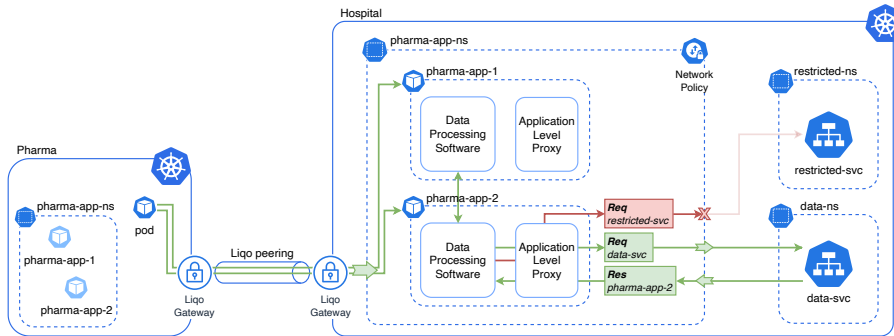 Hospital
pharma-app-ns
Network
Policy
pharma-app-1
Data
Processing
Software
Application
Level
Proxy
restricted-ns
restricted-svc
Pharma
pharma-app-ns
pharma-app-1
pharma-app-2
pod
Liqo
Gateway
Liqo peering
Liqo
Gateway
pharma-app-2
Data
Processing
Software
Application
Level
Proxy
Req
restricted-svc
Req
data-svc
Res
pharma-app-2
data-ns
data-svc